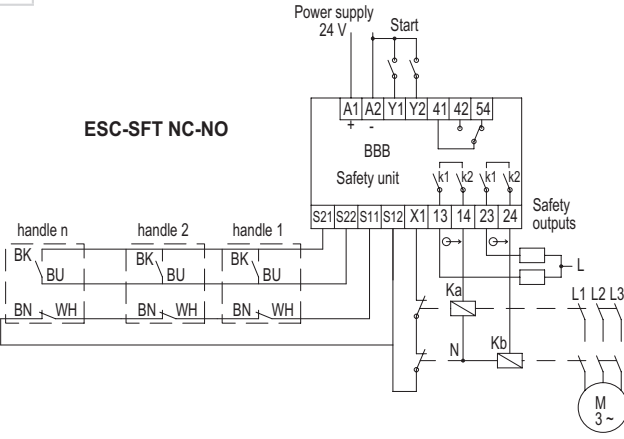 Power supply
24 V
Start
A1 A2 Y1 Y2 41 42 54
+ -
ESC-SFT NC-NO
BBB
Safety unit
k1 k2 k1 k2
S21 S22 S11 S12 X1 13 14 23 24
Safety
outputs
handle n handle 2 handle 1
BK BK BK
BU BU BU
L
BN WH BN WH BN WH
Ka
L1 L2 L3
N
Kb
M
3 ~